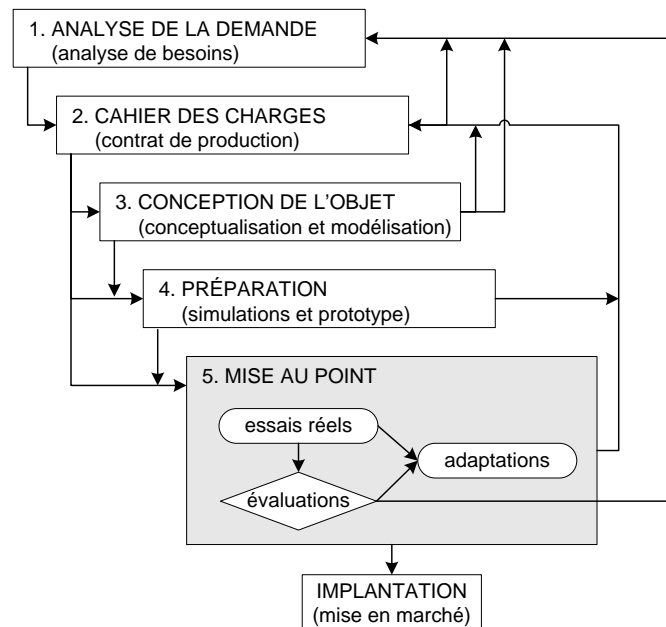 1. ANALYSE DE LA DEMANDE
(analyse de besoins)
2. CAHIER DES CHARGES
(contrat de production)
3. CONCEPTION DE L'OBJET
(conceptualisation et modélisation)
4. PRÉPARATION
(simulations et prototype)
5. MISE AU POINT
essais réels
adaptations
évaluations
IMPLANTATION
(mise en marché)